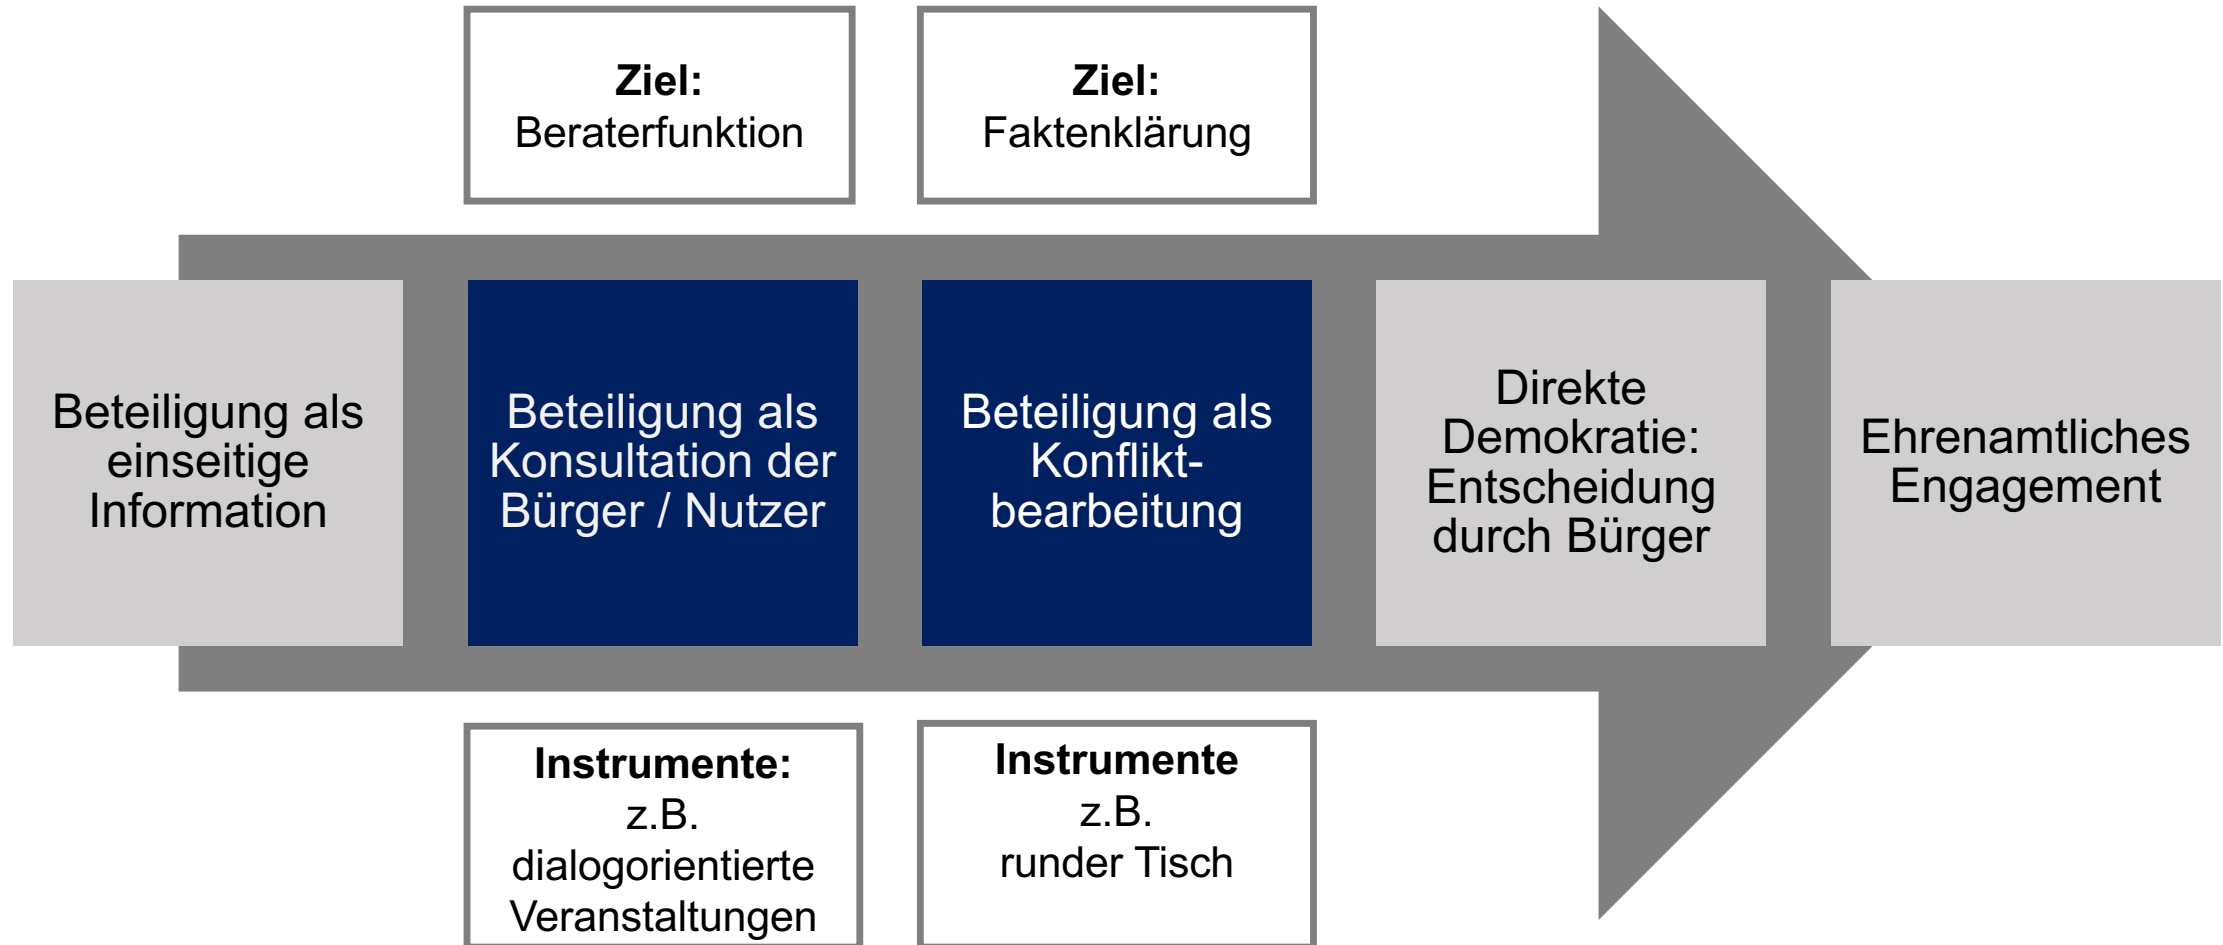 Ziel:
Beraterfunktion
Ziel:
Faktenklärung
Beteiligung als
einseitige
Information
Beteiligung als
Konsultation der
Bürger / Nutzer
Beteiligung als
Konflikt-
bearbeitung
Direkte
Demokratie:
Entscheidung
durch Bürger
Ehrenamtliches
Engagement
Instrumente:
z.B.
dialogorientierte
Veranstaltungen
Instrumente
z.B.
runder Tisch